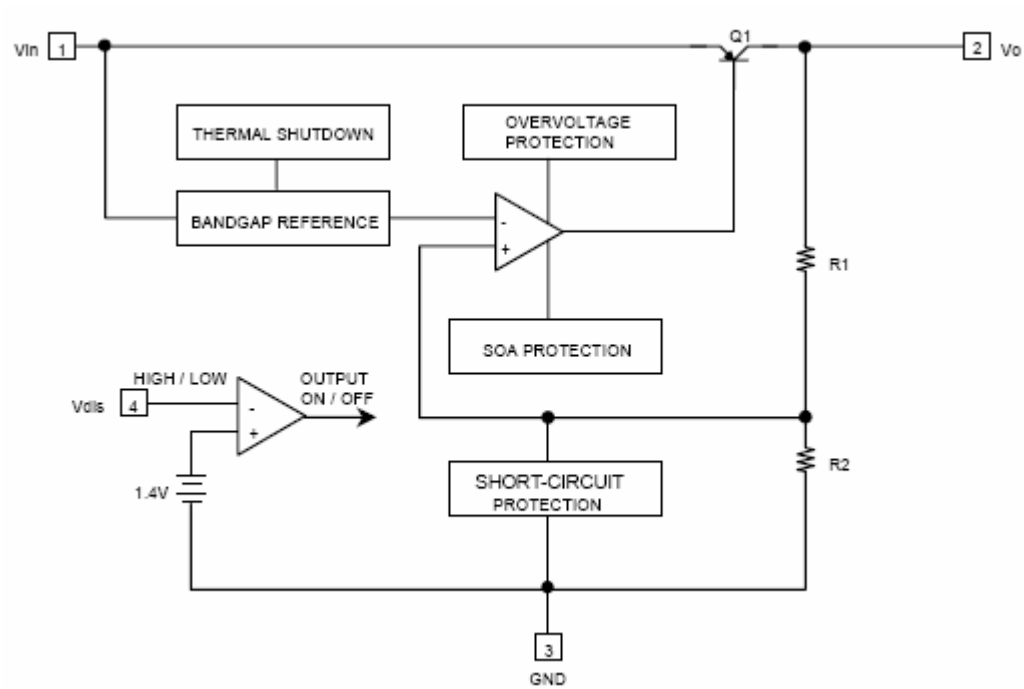 Q1
Vin 1
2 Vo
THERMAL SHUTDOWN
OVERVOLTAGE
PROTECTION
BANDGAP REFERENCE
-
+
R1
SOA PROTECTION
HIGH / LOW
OUTPUT
ON / OFF
Vdis 4
-
+
1.4V
SHORT-CIRCUIT
PROTECTION
R2
3
GND